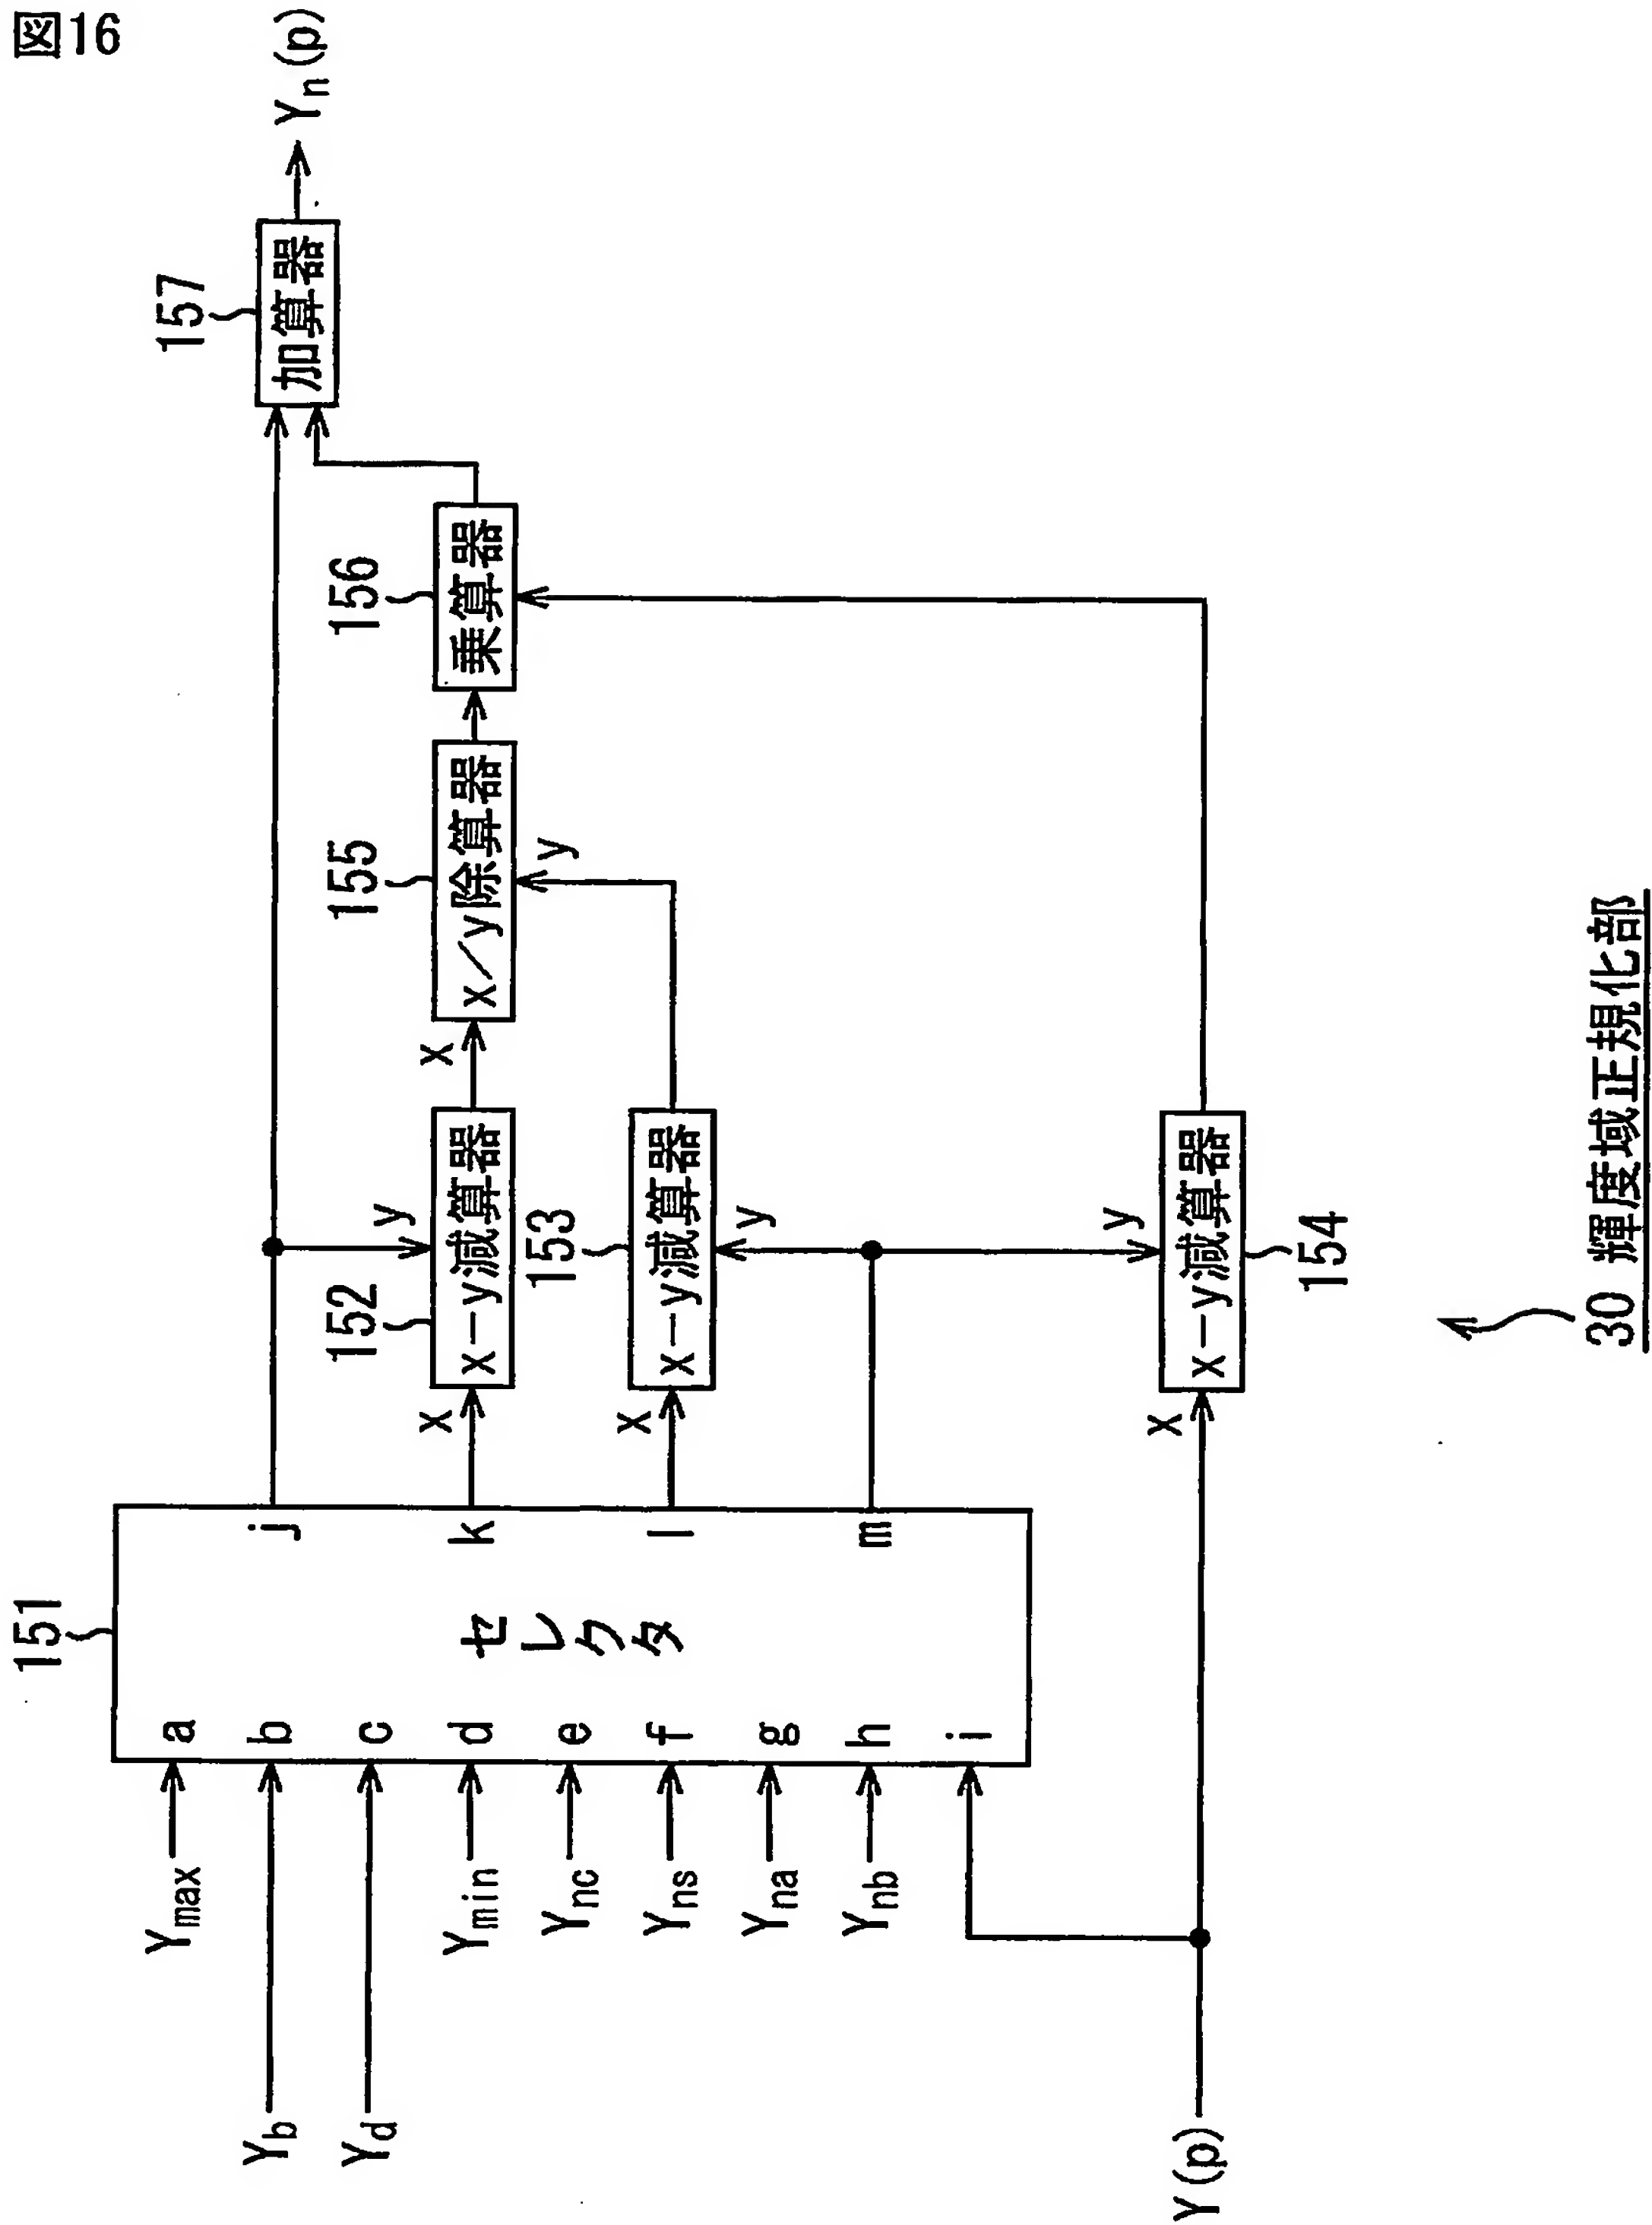 図16
151
セレクタ
Ymax
a
Yb
b
Yd
c
Ymin
d
Ync
e
Yns
f
Yna
g
Ynb
h
i
Y(p)
j
k
l
m
x
y
152
x−y減算器
x
y
153
x−y減算器
x
y
154
x−y減算器
x
y
155
x/y除算器
156
乗算器
157
加算器
Yn(p)
30 輝度域正規化部